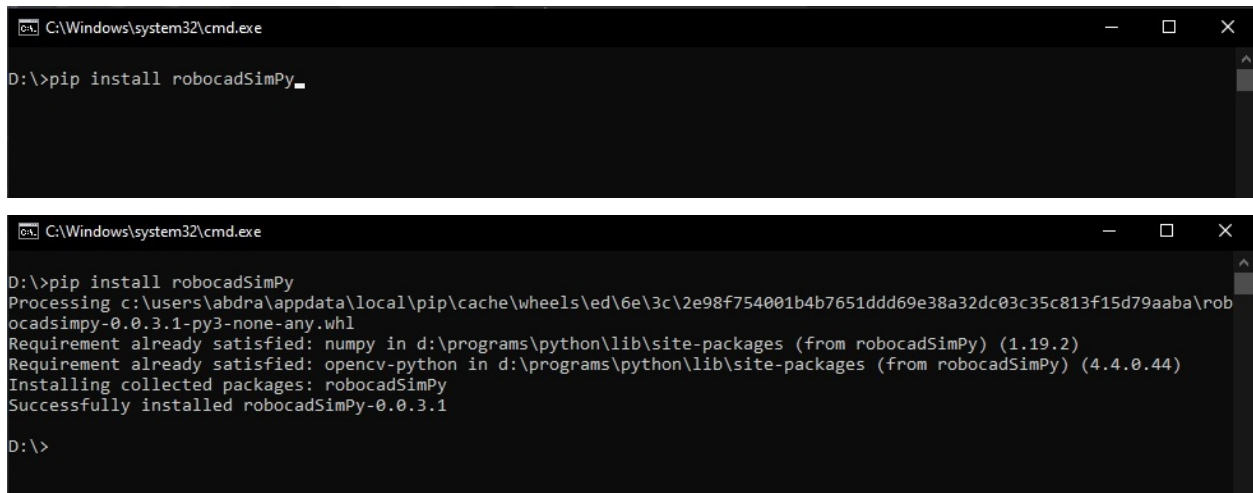 C:\Windows\system32\cmd.exe
D:\>pip install robocadSimPy
C:\Windows\system32\cmd.exe
D:\>pip install robocadSimPy
Processing c:\users\abdra\appdata\local\pip\cache\wheels\ed\6e\3c\2e98f754001b4b7651ddd69e38a32dc03c35c813f15d79aaba\rob
ocadsimpy-0.0.3.1-py3-none-any.whl
Requirement already satisfied: numpy in d:\programs\python\lib\site-packages (from robocadSimPy) (1.19.2)
Requirement already satisfied: opencv-python in d:\programs\python\lib\site-packages (from robocadSimPy) (4.4.0.44)
Installing collected packages: robocadSimPy
Successfully installed robocadSimPy-0.0.3.1
D:\>